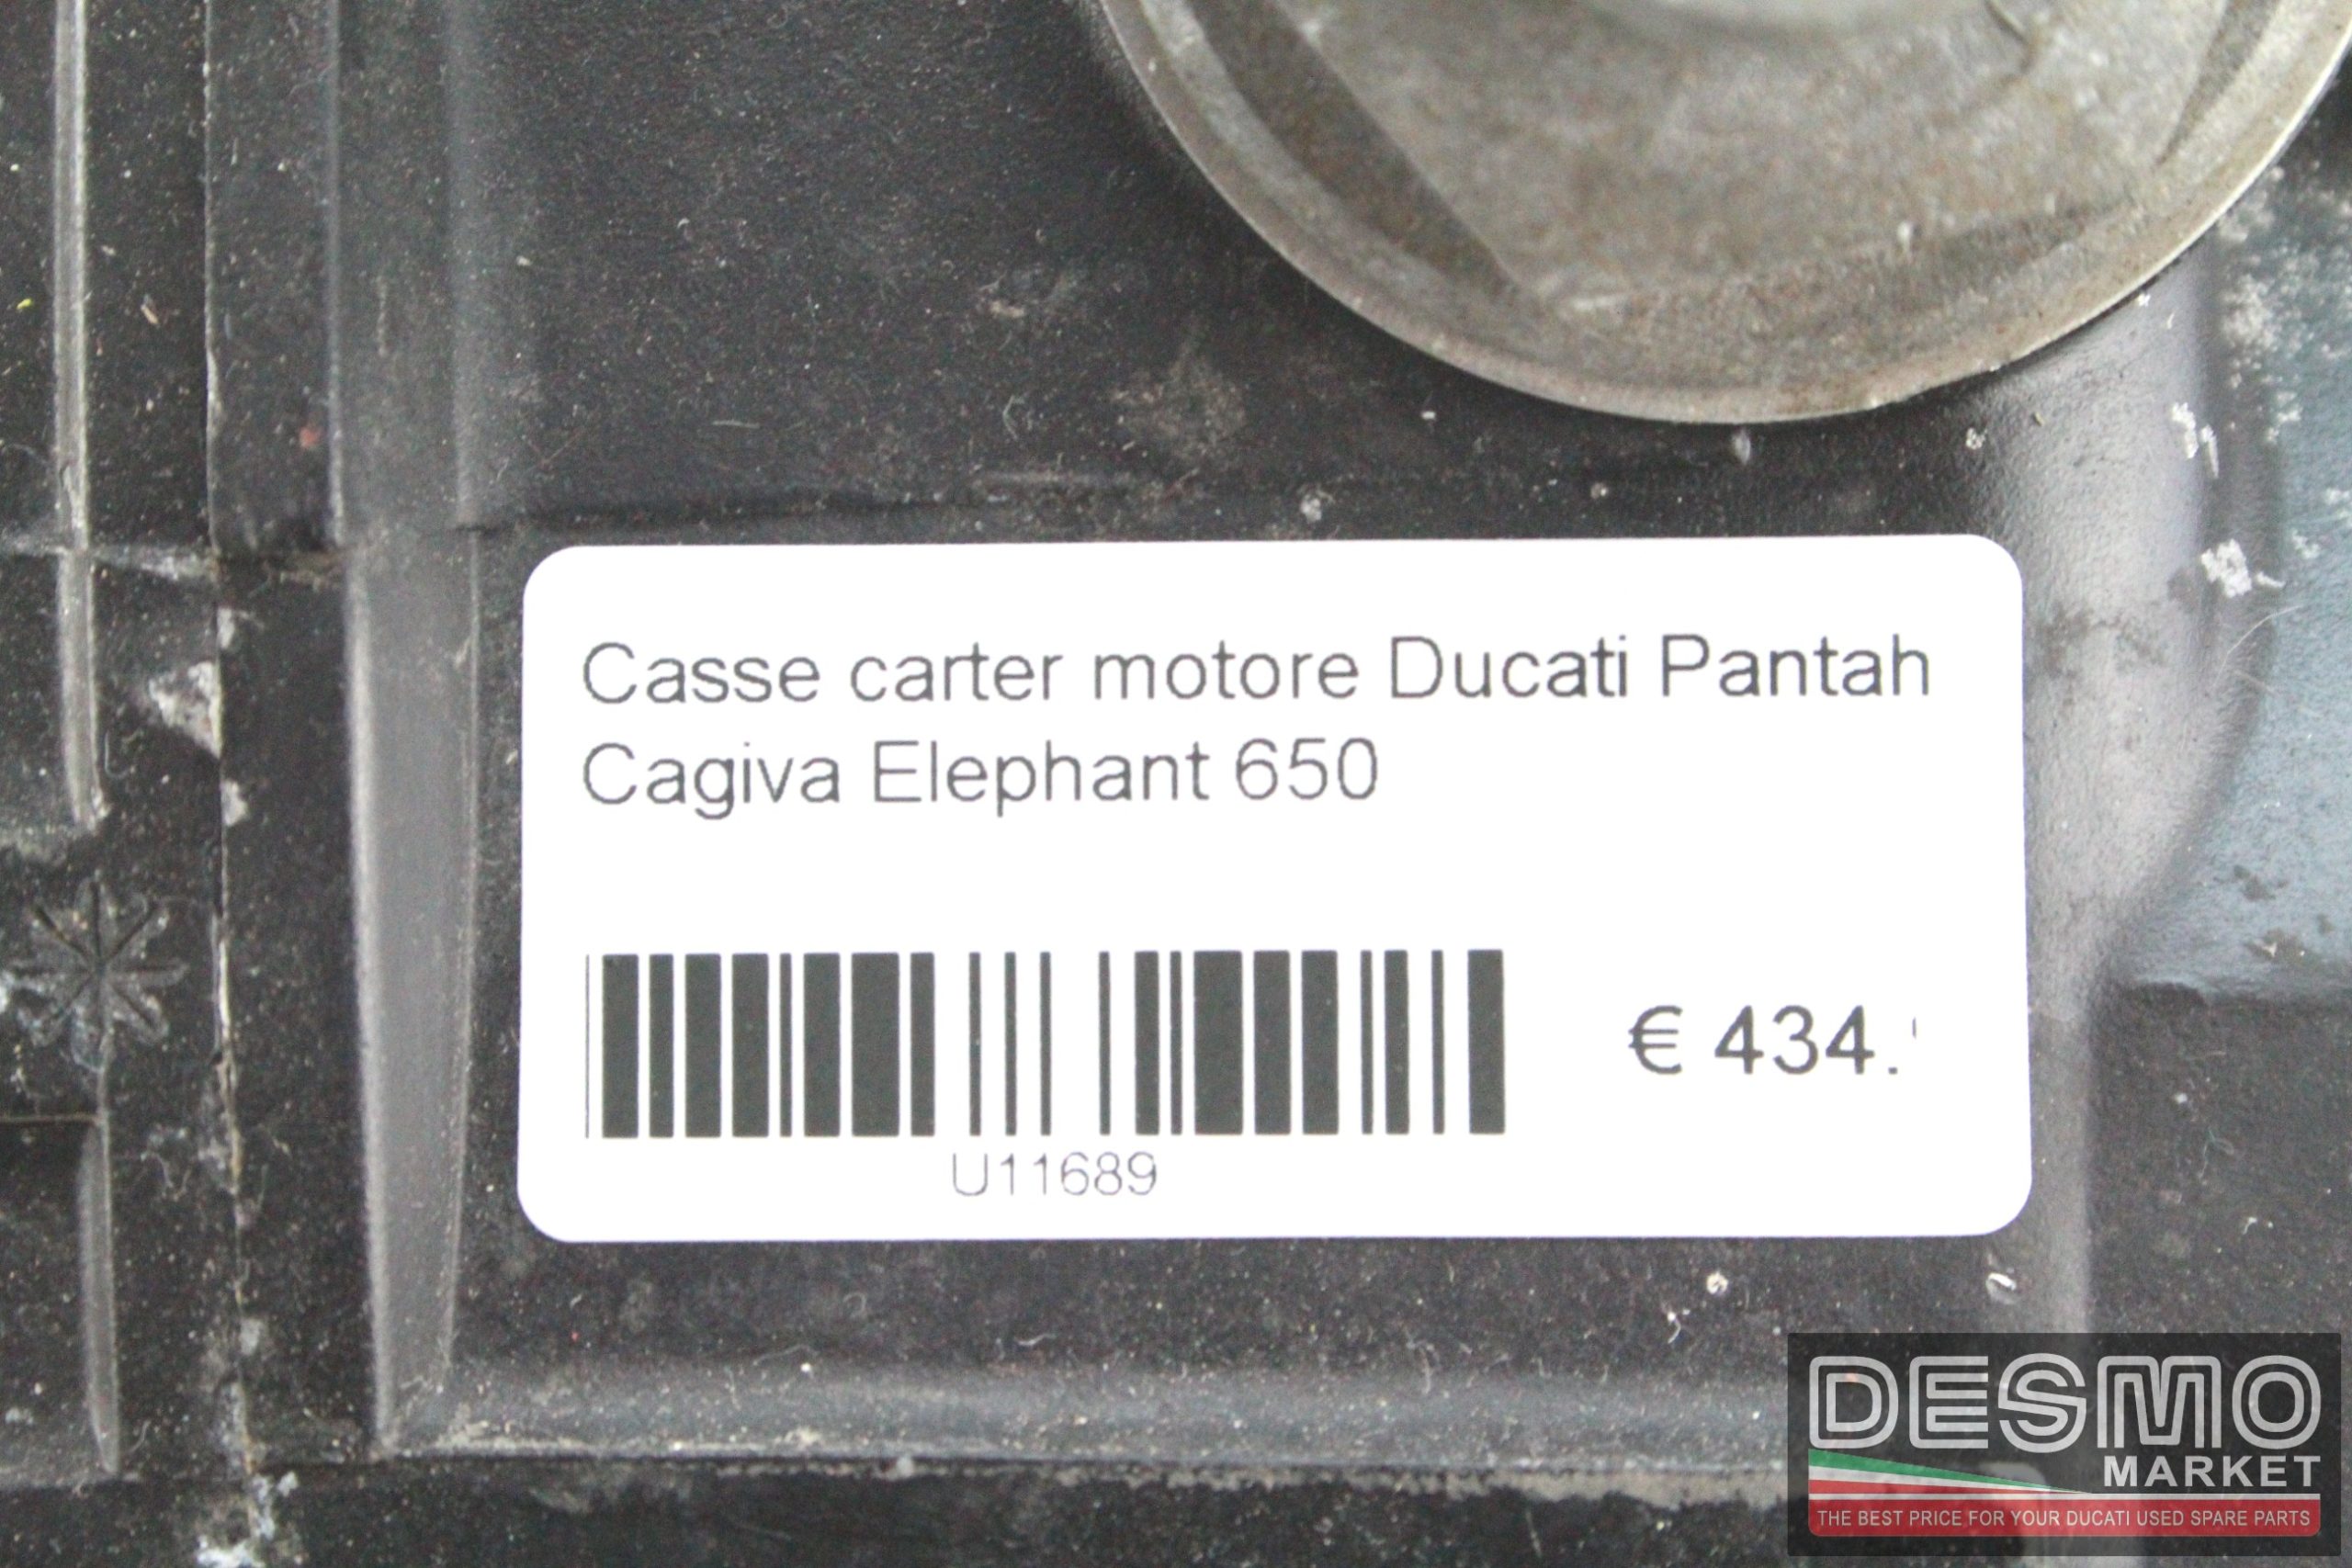 Casse carter motore Ducati Pantah
Cagiva Elephant 650
€ 434.
U11689
DESMO
MARKET
THE BEST PRICE FOR YOUR DUCATI USED SPARE PARTS